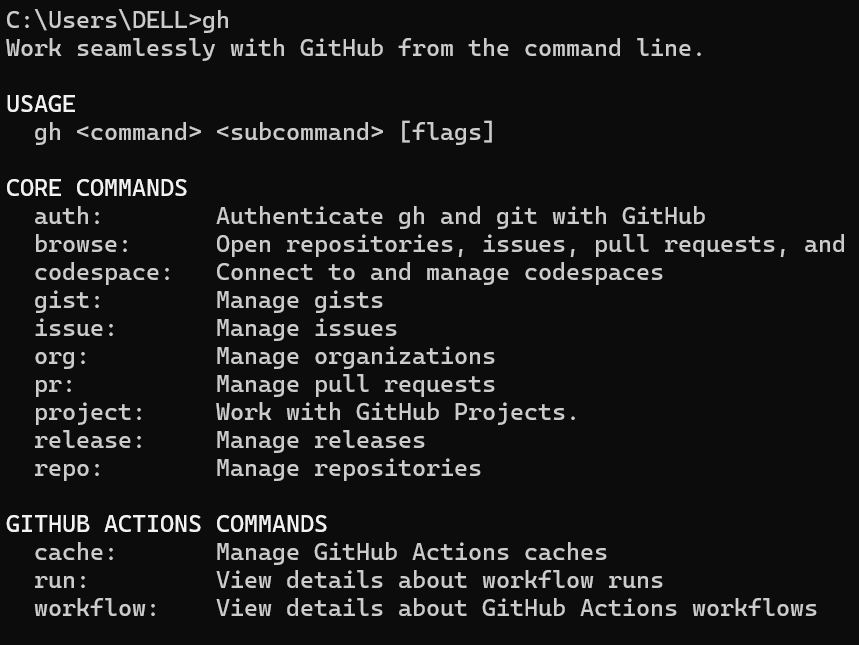 C:\Users\DELL>gh
Work seamlessly with GitHub from the command line.

USAGE
  gh <command> <subcommand> [flags]

CORE COMMANDS
  auth:        Authenticate gh and git with GitHub
  browse:      Open repositories, issues, pull requests, and
  codespace:   Connect to and manage codespaces
  gist:        Manage gists
  issue:       Manage issues
  org:         Manage organizations
  pr:          Manage pull requests
  project:     Work with GitHub Projects.
  release:     Manage releases
  repo:        Manage repositories

GITHUB ACTIONS COMMANDS
  cache:       Manage GitHub Actions caches
  run:         View details about workflow runs
  workflow:    View details about GitHub Actions workflows